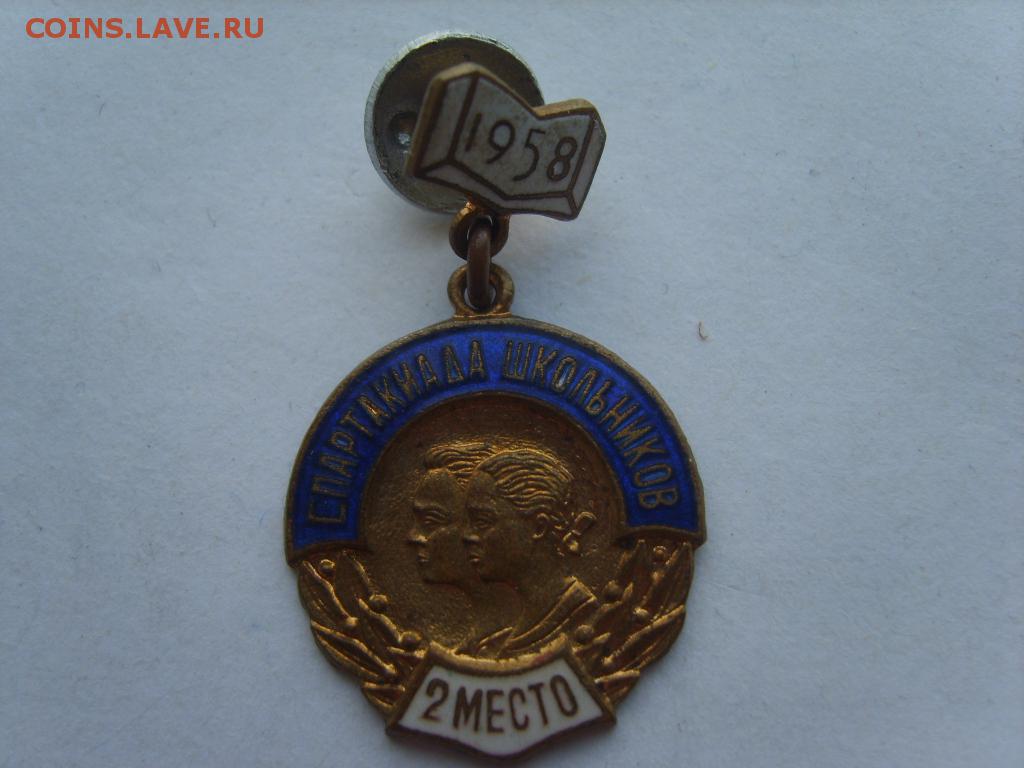 COINS.LAVE.RU
1958
СПАРТАКИАДА ШКОЛЬНИКОВ
2 МЕСТО